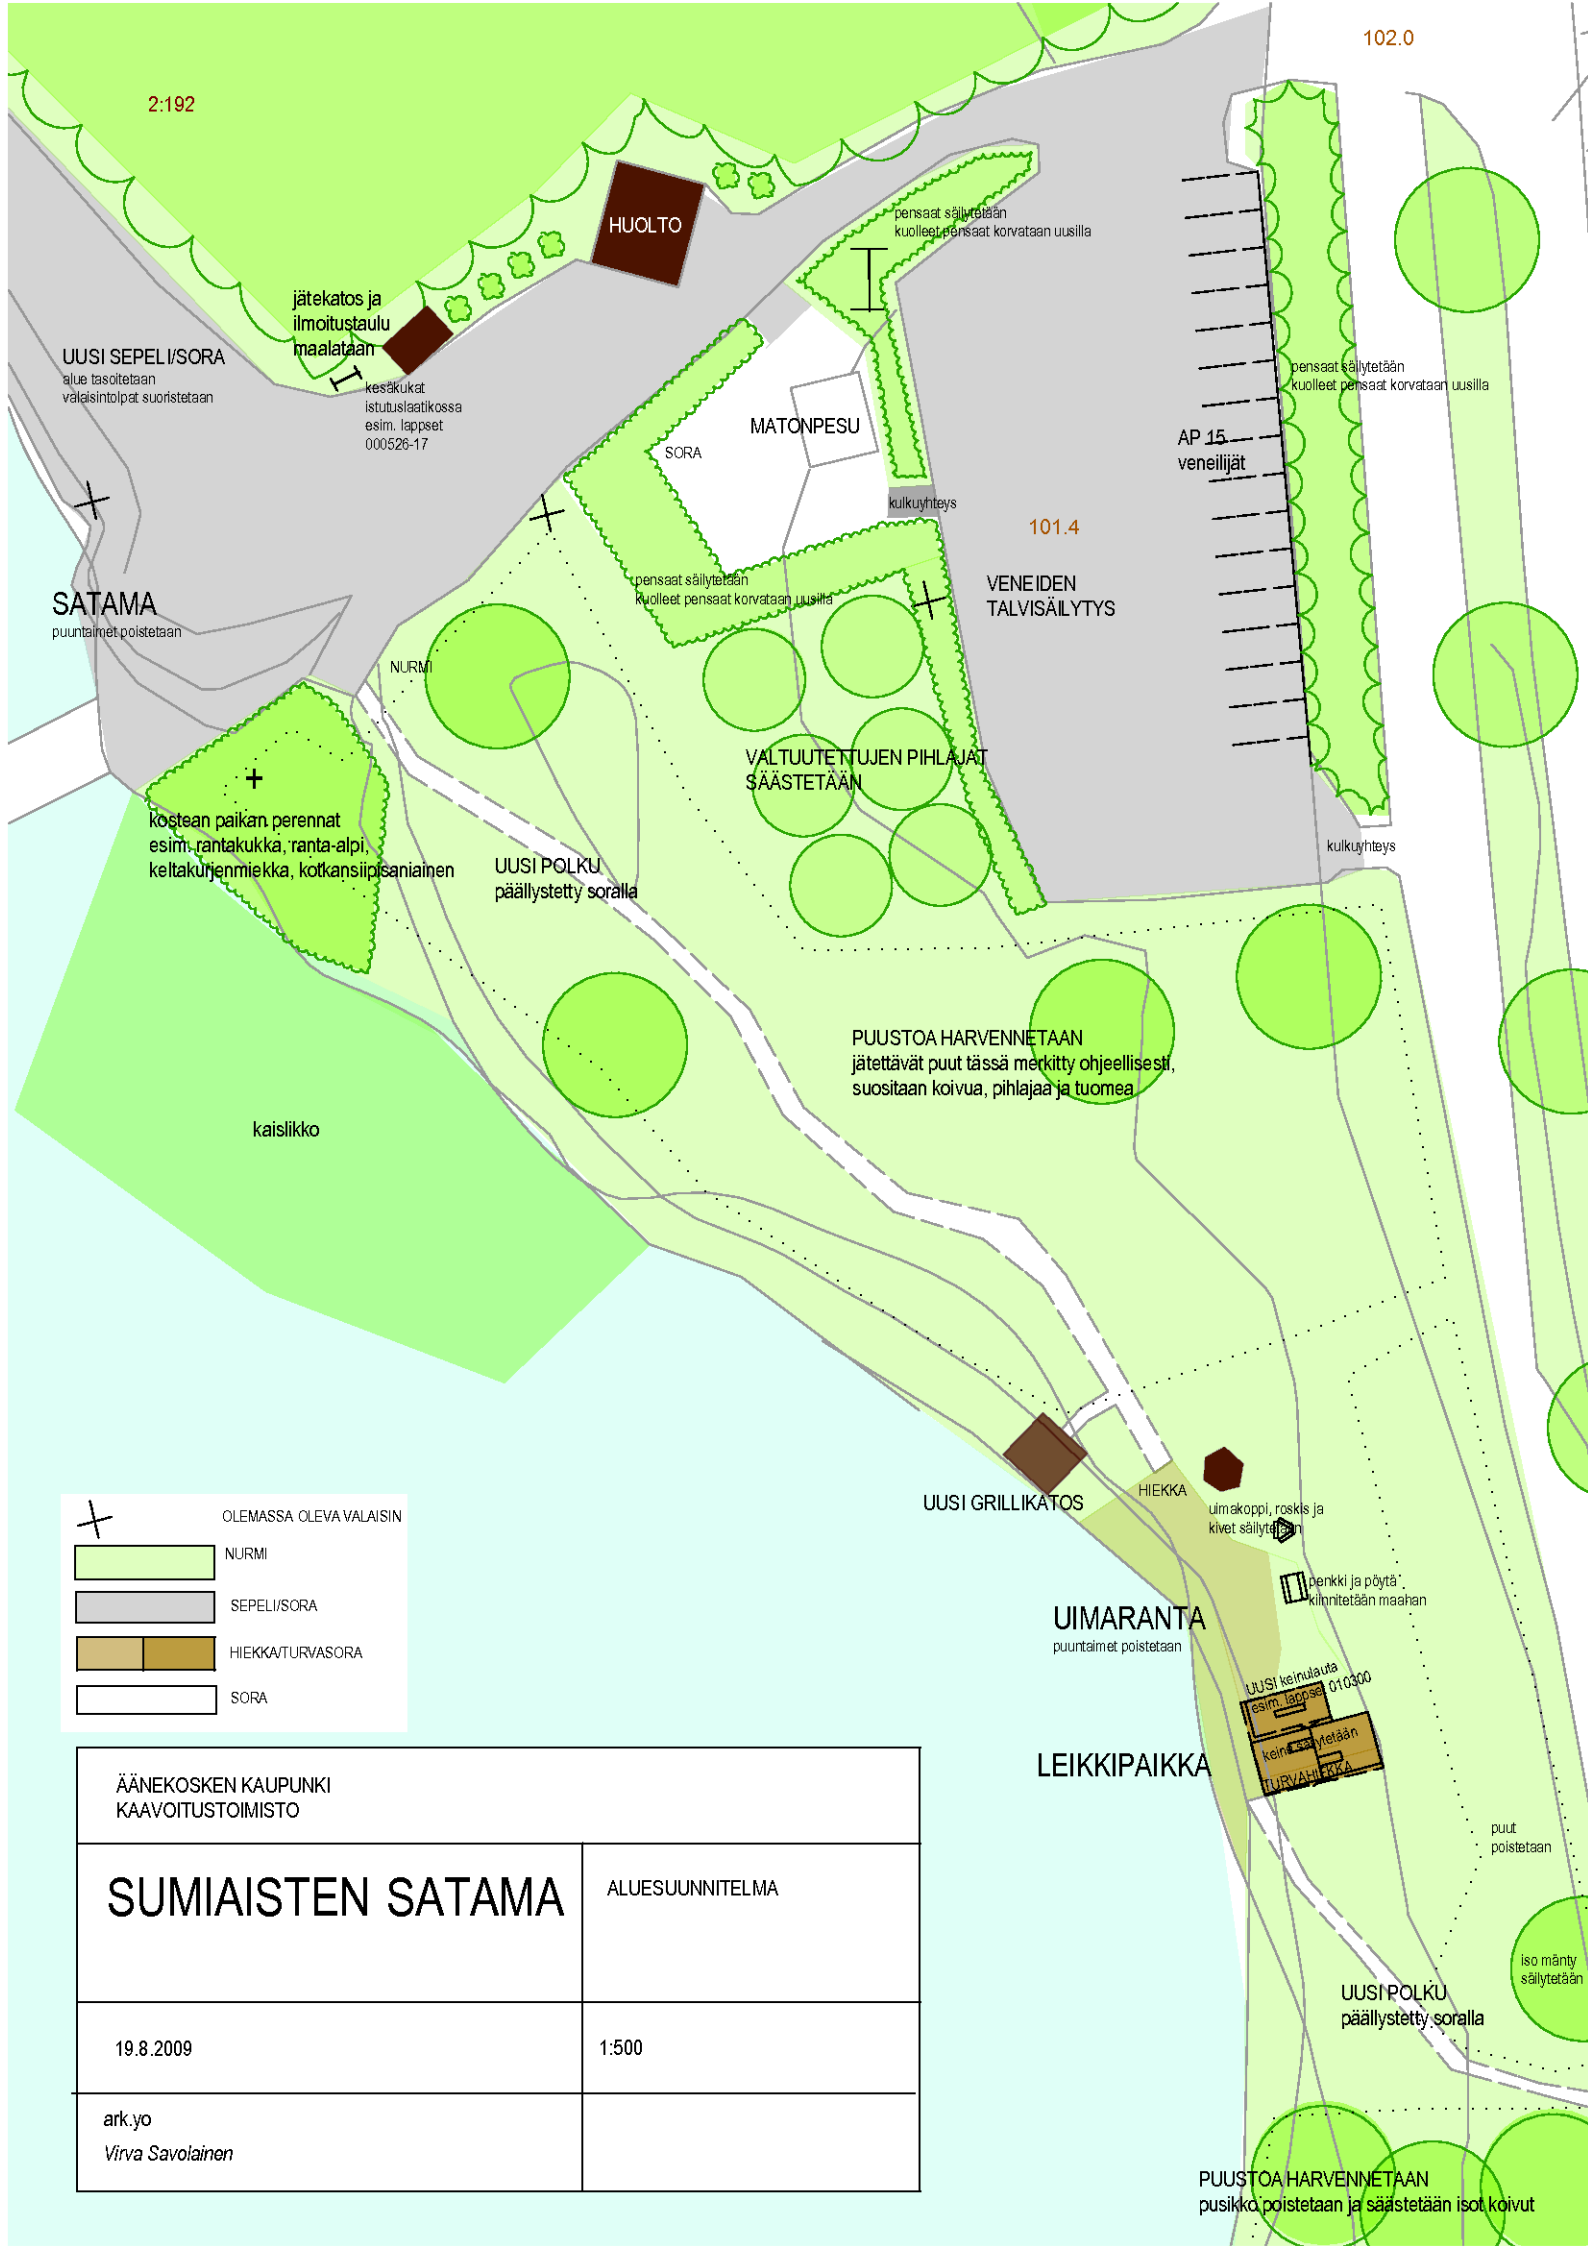 102.0
2:192
HUOLTO
pensaat säilytetään
kuolleet pensaat korvataan uusilla
jätekatos ja
ilmoitustaulu
maalataan
UUSI SEPELI/SORA
alue tasoitetaan
valaisintolpat suoristetaan
kesäkukat
istutuslaatikossa
esim. lappset
000526-17
pensaat säilytetään
kuolleet pensaat korvataan uusilla
MATONPESU
SORA
AP 15
veneilijät
kulkuyhteys
101.4
VENEIDEN
TALVISÄILYTYS
pensaat säilytetään
kuolleet pensaat korvataan uusilla
SATAMA
puuntaimet poistetaan
NURMI
VALTUUTETTUJEN PIHLAJAT
SÄÄSTETÄÄN
kostean paikan perennat
esim. rantakukka, ranta-alpi,
keltakurjenmiekka, kotkansiipisaniainen
UUSI POLKU
päällystetty soralla
kulkuyhteys
PUUSTOA HARVENNETAAN
jätettävät puut tässä merkitty ohjeellisesti,
suositaan koivua, pihlajaa ja tuomea
kaislikko
UUSI GRILLIKATOS
HIEKKA
uimakoppi, roskis ja
kivet säilytetään
penkki ja pöytä
kiinnitetään maahan
UIMARANTA
puuntaimet poistetaan
UUSI keinulauta
esim. lappset 010300
keinu säilytetään
TURVAHIEKKA
LEIKKIPAIKKA
puut
poistetaan
iso mänty
säilytetään
UUSI POLKU
päällystetty soralla
PUUSTOA HARVENNETAAN
pusikko poistetaan ja säästetään isot koivut
OLEMASSA OLEVA VALAISIN
NURMI
SEPELI/SORA
HIEKKA/TURVASORA
SORA
ÄÄNEKOSKEN KAUPUNKI
KAAVOITUSTOIMISTO
SUMIAISTEN SATAMA
ALUESUUNNITELMA
19.8.2009
1:500
ark.yo
Virva Savolainen